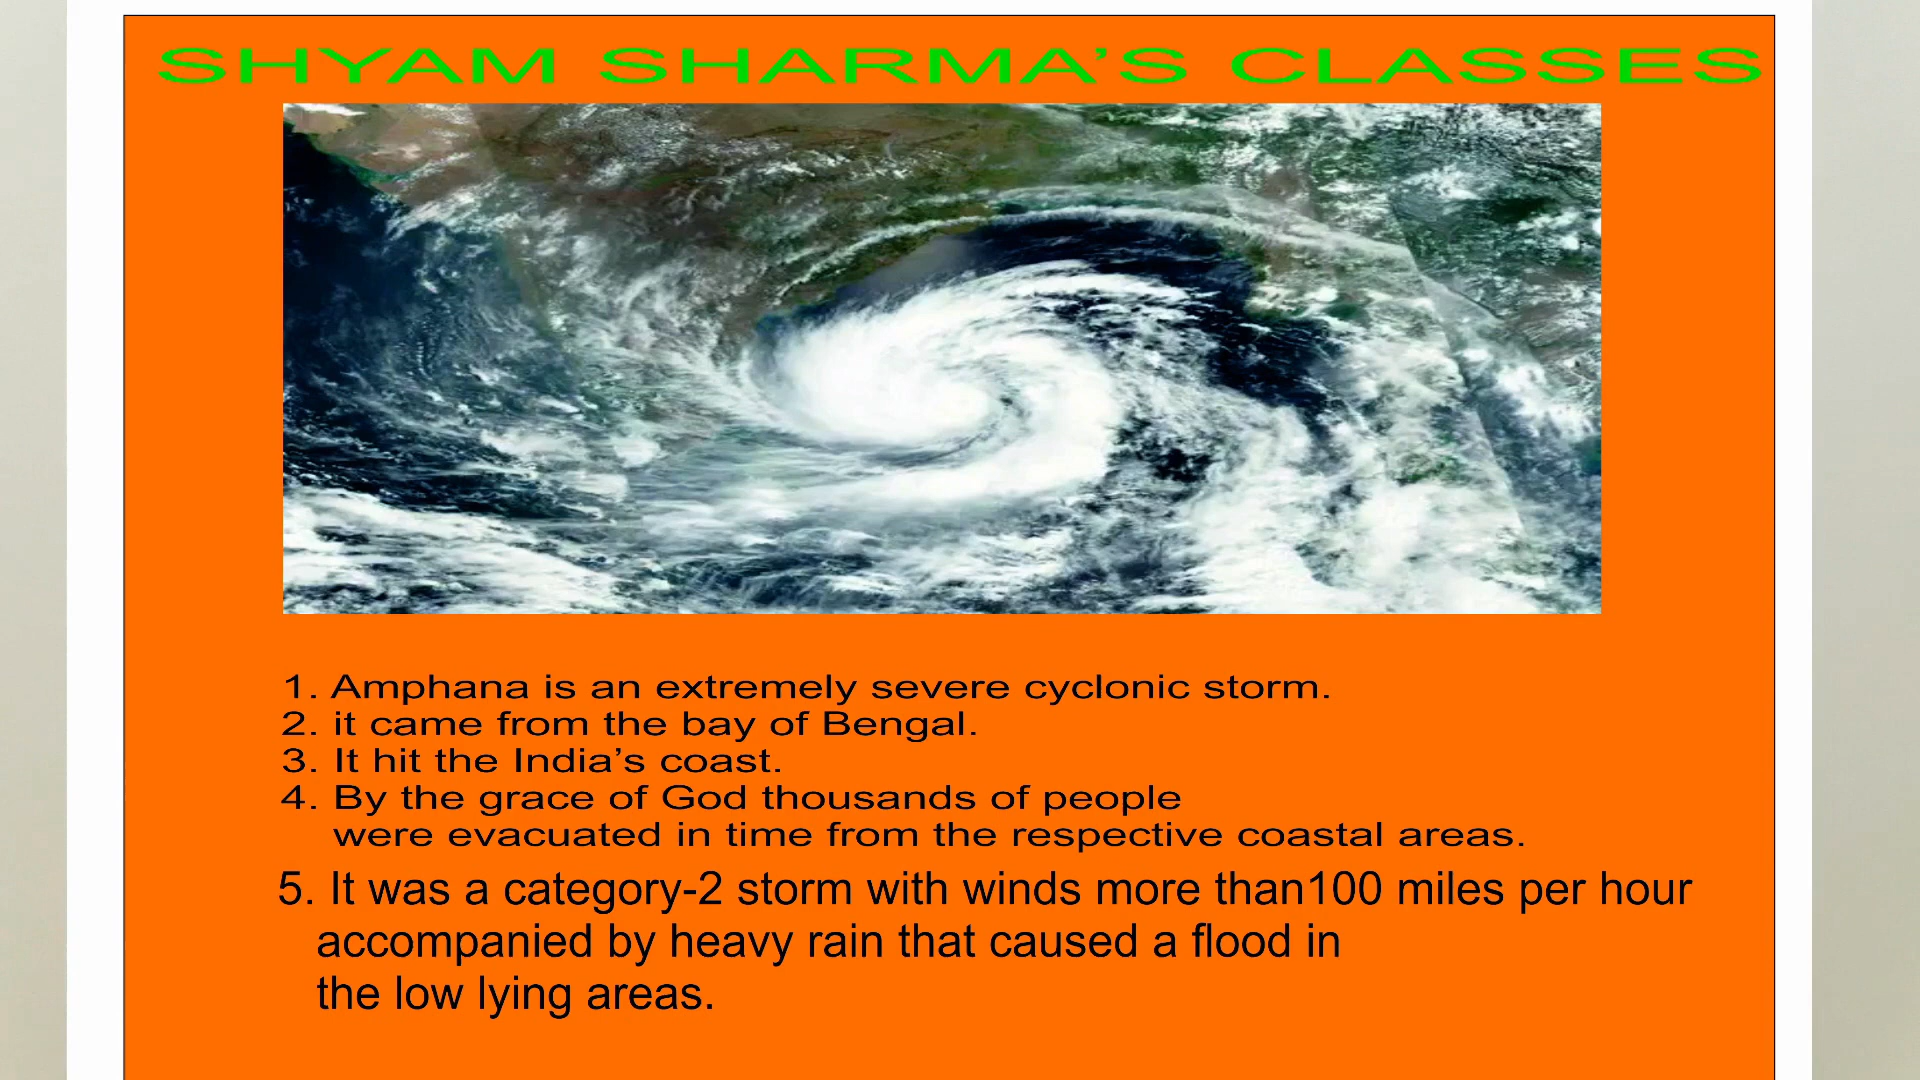 SHYAM SHARMA’S CLASSES
1. Amphana is an extremely severe cyclonic storm.
2. it came from the bay of Bengal.
3. It hit the India’s coast.
4. By the grace of God thousands of people
were evacuated in time from the respective coastal areas.
5. It was a category-2 storm with winds more than100 miles per hour
accompanied by heavy rain that caused a flood in
the low lying areas.